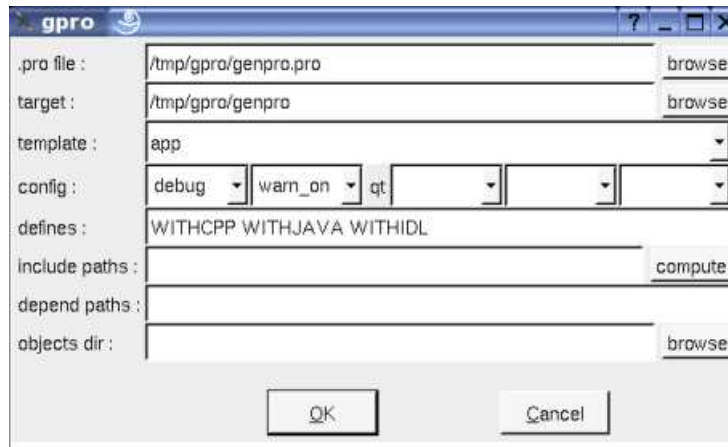 gpro ?
.pro file : /tmp/gpro/genpro.pro browse
target : /tmp/gpro/genpro browse
template : app
config : debug warn_on qt
defines : WITHCPP WITHJAVA WITHIDL
include paths : compute
depend paths :
objects dir : browse
OK Cancel